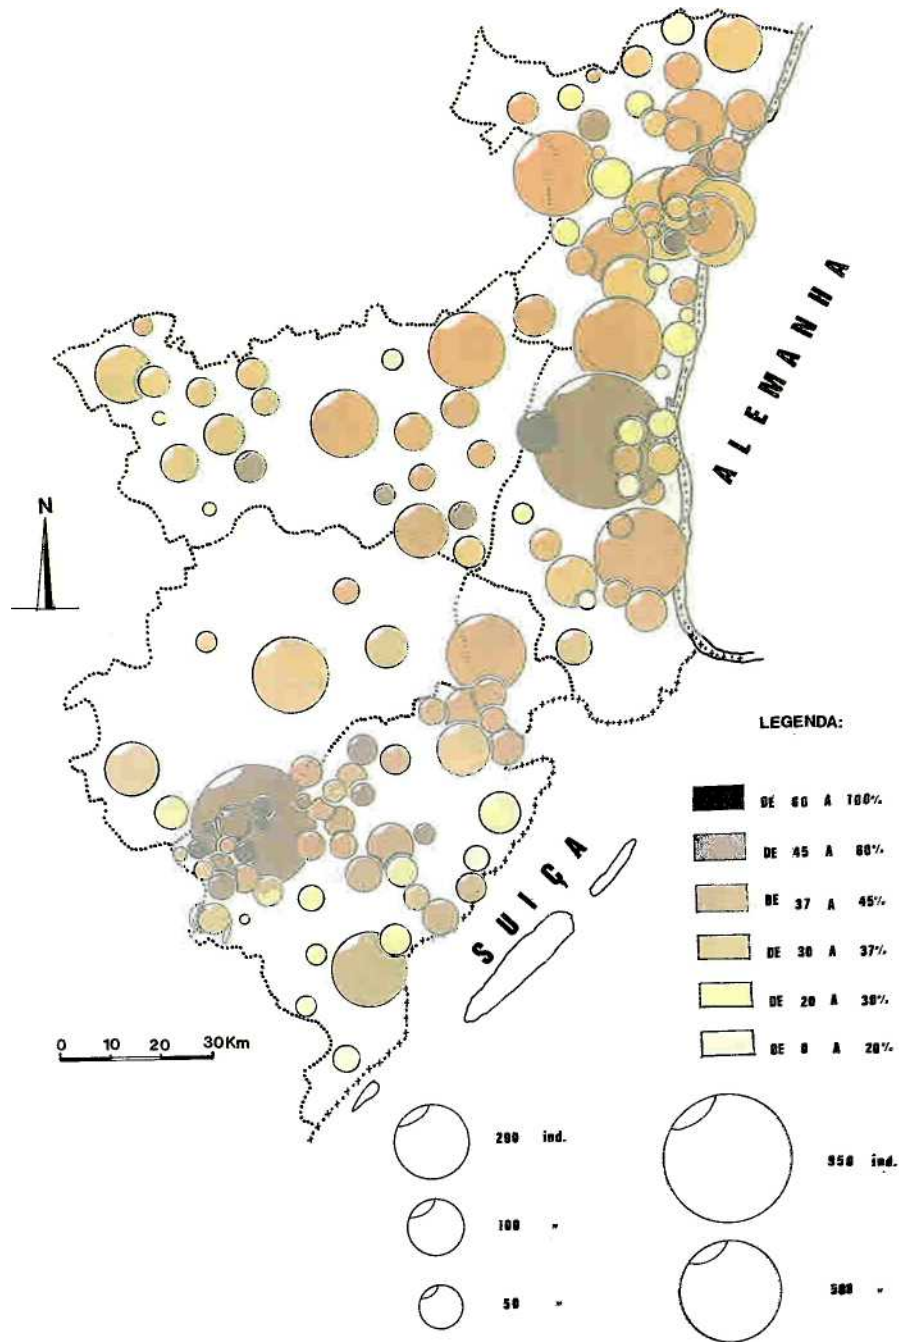 ALEMANHA
N
LEGENDA:
DE 60 A 100%
DE 45 A 60%
DE 37 A 45%
DE 30 A 37%
DE 20 A 30%
DE 0 A 20%
SUIÇA
0 10 20 30Km
200 ind.
950 ind.
100 "
500 "
50 "